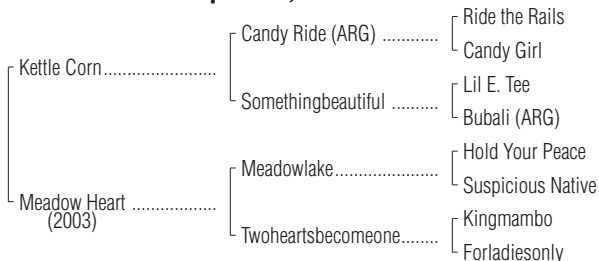 Ride the Rails
Candy Ride (ARG) ............
Candy Girl
Kettle Corn.......................
Lil E. Tee
Somethingbeautiful ..........
Bubali (ARG)
Hold Your Peace
Meadowlake......................
Suspicious Native
Meadow Heart .................
(2003)
Kingmambo
Twoheartsbecomeone........
Forladiesonly